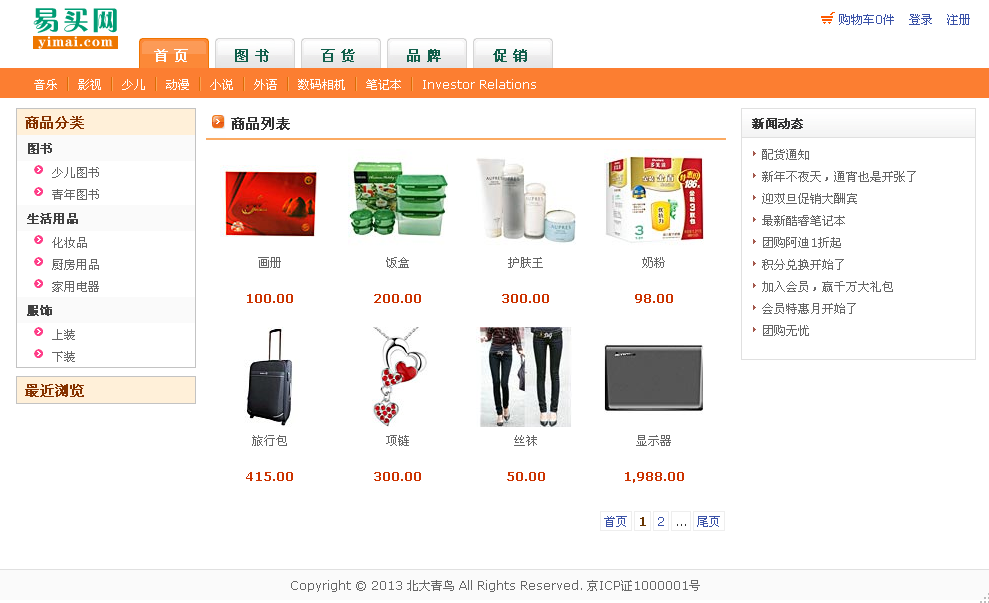 易买网
yimai.com
购物车0件 登录 注册
首页 图书 百货 品牌 促销
音乐 影视 少儿 动漫 小说 外语 数码相机 笔记本 Investor Relations
商品分类
图书
少儿图书
青年图书
生活用品
化妆品
厨房用品
家用电器
服饰
上装
下装
最近浏览
商品列表
AUPRES AUPRES
特惠价
186
3
画册 饭盒 护肤王 奶粉
100.00 200.00 300.00 98.00
旅行包 项链 丝袜 显示器
415.00 300.00 50.00 1,988.00
首页 1 2 ... 尾页
新闻动态
配货通知
新年不夜天，通宵也是开张了
迎双旦促销大酬宾
最新酷睿笔记本
团购阿迪1折起
积分兑换开始了
加入会员，赢千万大礼包
会员特惠月开始了
团购无忧
Copyright © 2013 北大青鸟 All Rights Reserved. 京ICP证1000001号